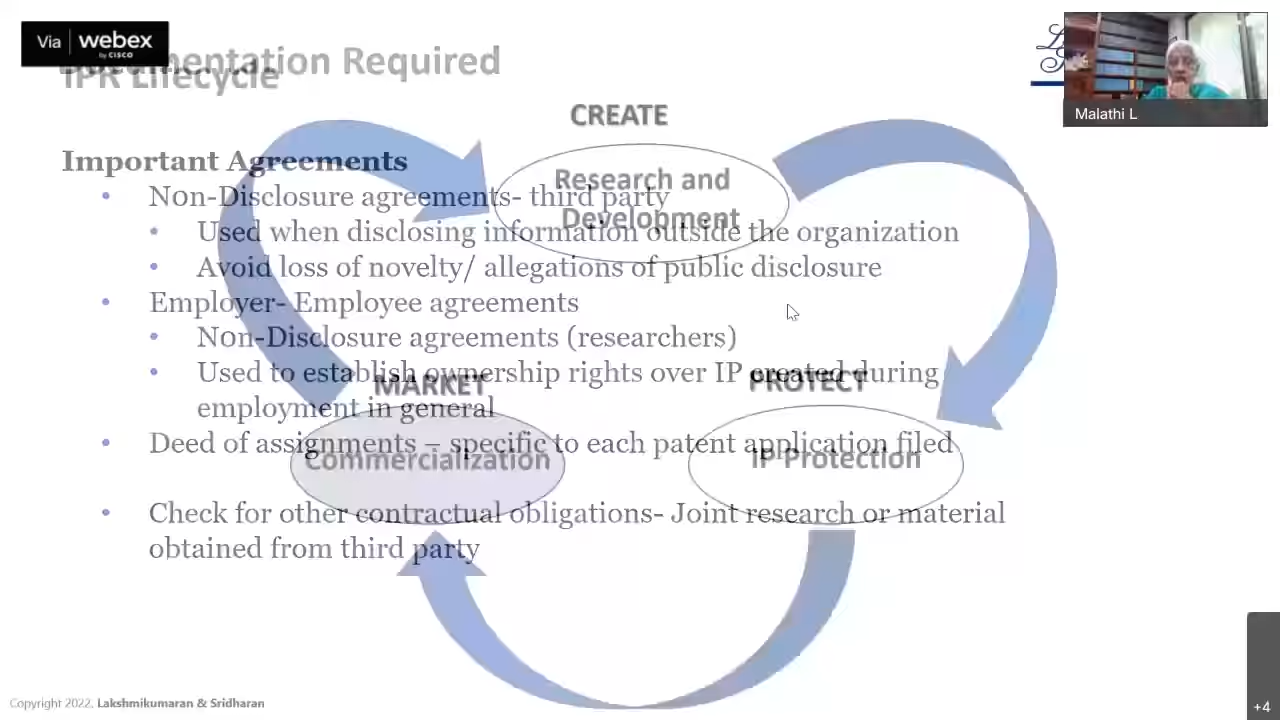 Via webex
by CISCO
Documentation Required
IPR Lifecycle
Malathi L
CREATE
Research and
Development
Important Agreements
• Non-Disclosure agreements- third party
• Used when disclosing information outside the organization
• Avoid loss of novelty/ allegations of public disclosure
• Employer- Employee agreements
• Non-Disclosure agreements (researchers)
• Used to establish ownership rights over IP created during
employment in general
• Deed of assignments – specific to each patent application filed
• Check for other contractual obligations- Joint research or material
obtained from third party
MARKET
Commercialization
PROTECT
IP Protection
Copyright 2022, Lakshmikumaran & Sridharan
+4